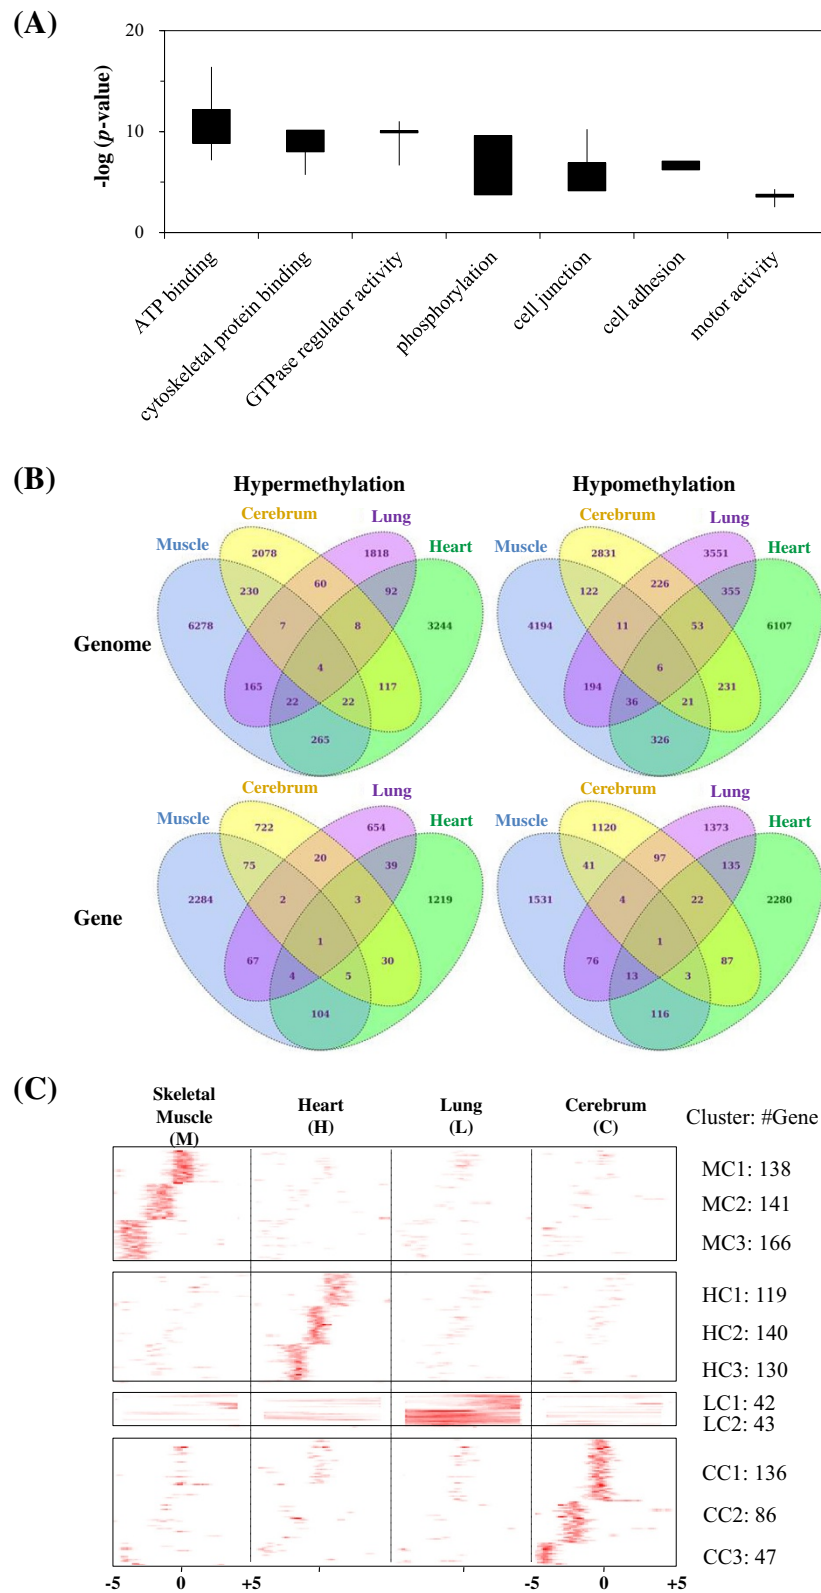 (A)
20
10
0
-log (p-value)
ATP binding
cytoskeletal protein binding
GTPase regulator activity
phosphorylation
cell junction
cell adhesion
motor activity
(B)
Hypermethylation
Hypomethylation
Genome
Muscle
Cerebrum
Lung
Heart
2078
1818
60
230
92
6278
7
8
3244
4
165
117
22
22
265
Muscle
Cerebrum
Lung
Heart
2831
3551
226
122
355
4194
11
53
6107
6
194
231
36
21
326
Gene
Muscle
Cerebrum
Lung
Heart
722
654
20
75
39
2284
2
3
1219
1
67
30
4
5
104
Muscle
Cerebrum
Lung
Heart
1120
1373
97
41
135
1531
4
22
2280
1
76
87
13
3
116
(C)
Skeletal
Muscle
(M)
Heart
(H)
Lung
(L)
Cerebrum
(C)
Cluster: #Gene
MC1: 138
MC2: 141
MC3: 166
HC1: 119
HC2: 140
HC3: 130
LC1: 42
LC2: 43
CC1: 136
CC2: 86
CC3: 47
-5 0 +5 -5 0 +5